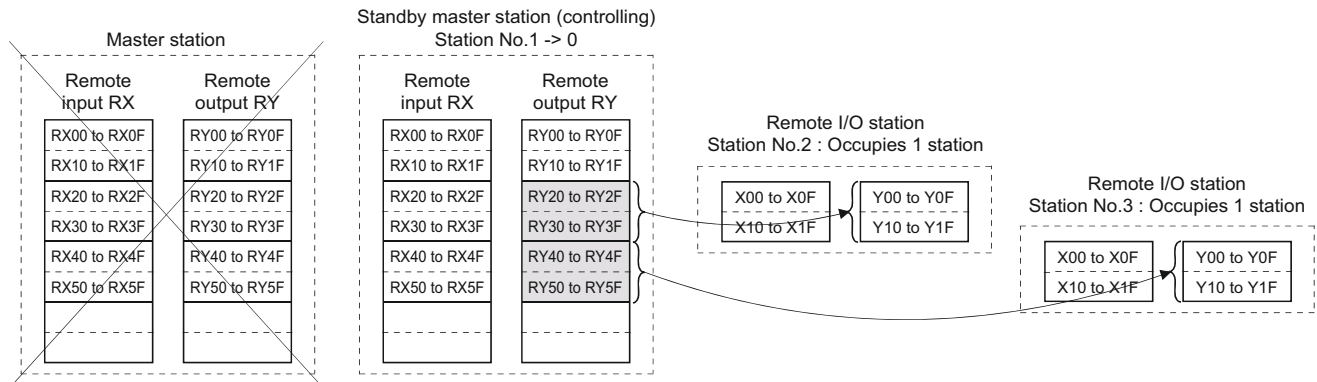 Standby master station (controlling)
Master station
Station No.1 -> 0
Remote
input RX
Remote
output RY
RX00 to RX0F
RY00 to RY0F
RX10 to RX1F
RY10 to RY1F
RX20 to RX2F
RY20 to RY2F
RX30 to RX3F
RY30 to RY3F
RX40 to RX4F
RY40 to RY4F
RX50 to RX5F
RY50 to RY5F
Remote
input RX
Remote
output RY
RX00 to RX0F
RY00 to RY0F
RX10 to RX1F
RY10 to RY1F
RX20 to RX2F
RY20 to RY2F
RX30 to RX3F
RY30 to RY3F
RX40 to RX4F
RY40 to RY4F
RX50 to RX5F
RY50 to RY5F
Remote I/O station
Station No.2 : Occupies 1 station
X00 to X0F
Y00 to Y0F
X10 to X1F
Y10 to Y1F
Remote I/O station
Station No.3 : Occupies 1 station
X00 to X0F
Y00 to Y0F
X10 to X1F
Y10 to Y1F